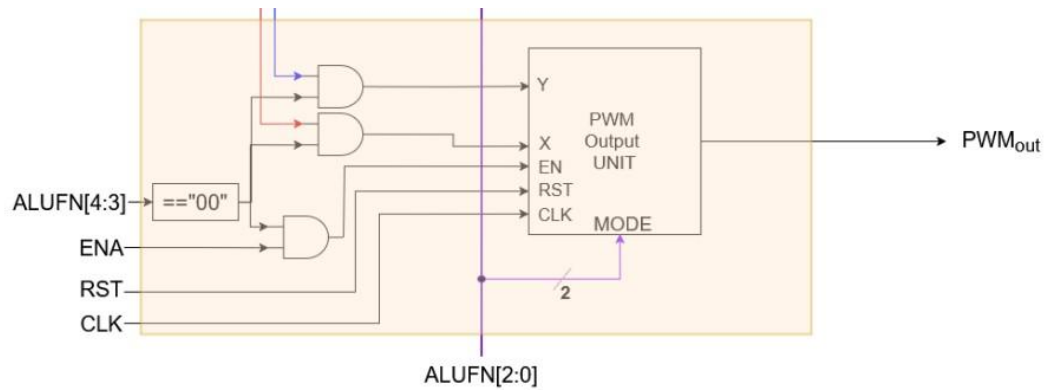 Y
PWM
Output
UNIT
X
PWMout
EN
RST
CLK
MODE
ALUFN[4:3]
=="00"
ENA
RST
CLK
2
ALUFN[2:0]